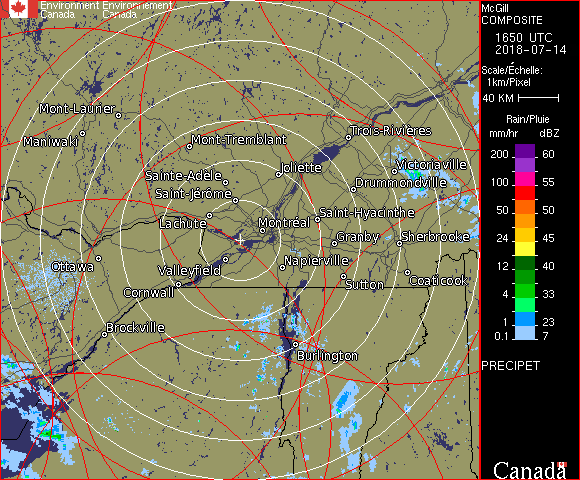 Environment Environnement
Canada Canada
McGill
COMPOSITE
1650 UTC
2018-07-14
Scale/Échelle:
1km/Pixel
40 KM
Rain/Pluie
mm/hr dBZ
200 60
100 55
100 55
50 50
24 45
12 40
4 33
1 23
0.1 7
PRECIPET
Canada
Mont-Laurier
Maniwaki
Mont-Tremblant
Trois-Rivières
Sainte-Adèle
Joliette
Victoriaville
Saint-Jérôme
Drummondville
Lachute
Montréal
Saint-Hyacinthe
Granby
Sherbrooke
Ottawa
Valleyfield
Napierville
Cornwall
Sutton
Coaticook
Brockville
Burlington